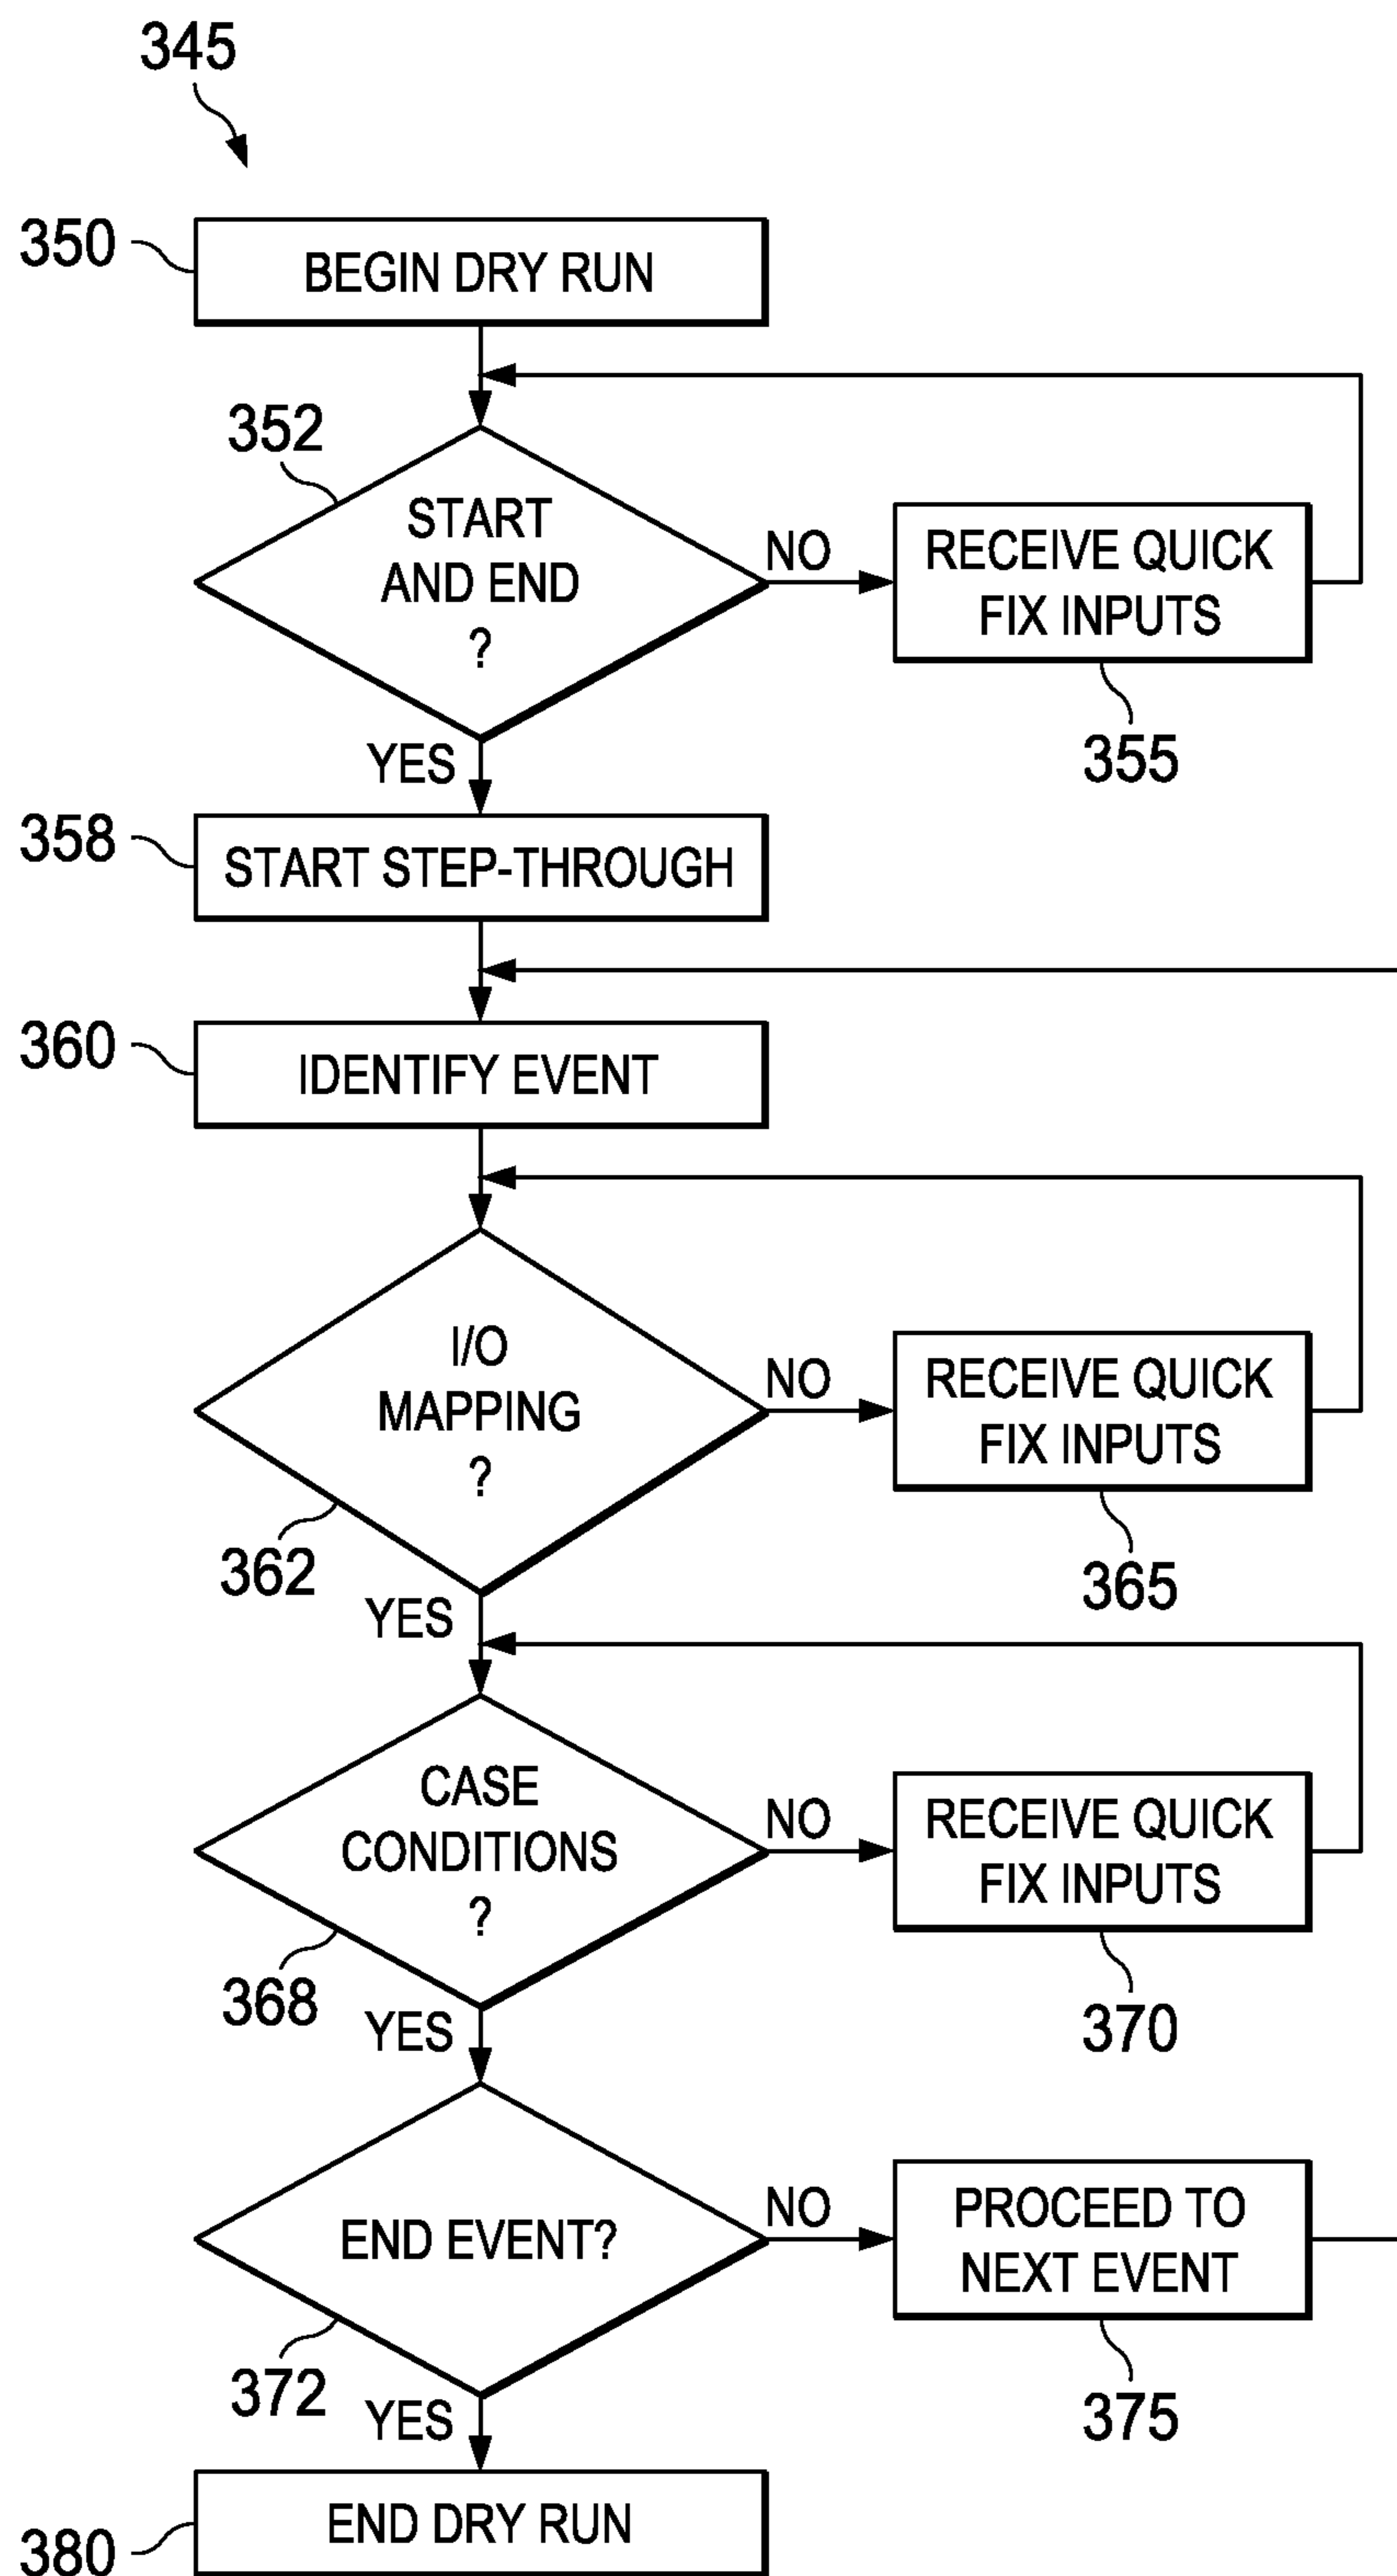 345
350
BEGIN DRY RUN
352
START
AND END
?
NO
RECEIVE QUICK
FIX INPUTS
355
YES
358
START STEP-THROUGH
360
IDENTIFY EVENT
I/O
MAPPING
?
NO
RECEIVE QUICK
FIX INPUTS
362
365
YES
CASE
CONDITIONS
?
NO
RECEIVE QUICK
FIX INPUTS
368
370
YES
END EVENT?
NO
PROCEED TO
NEXT EVENT
372
375
YES
END DRY RUN
380